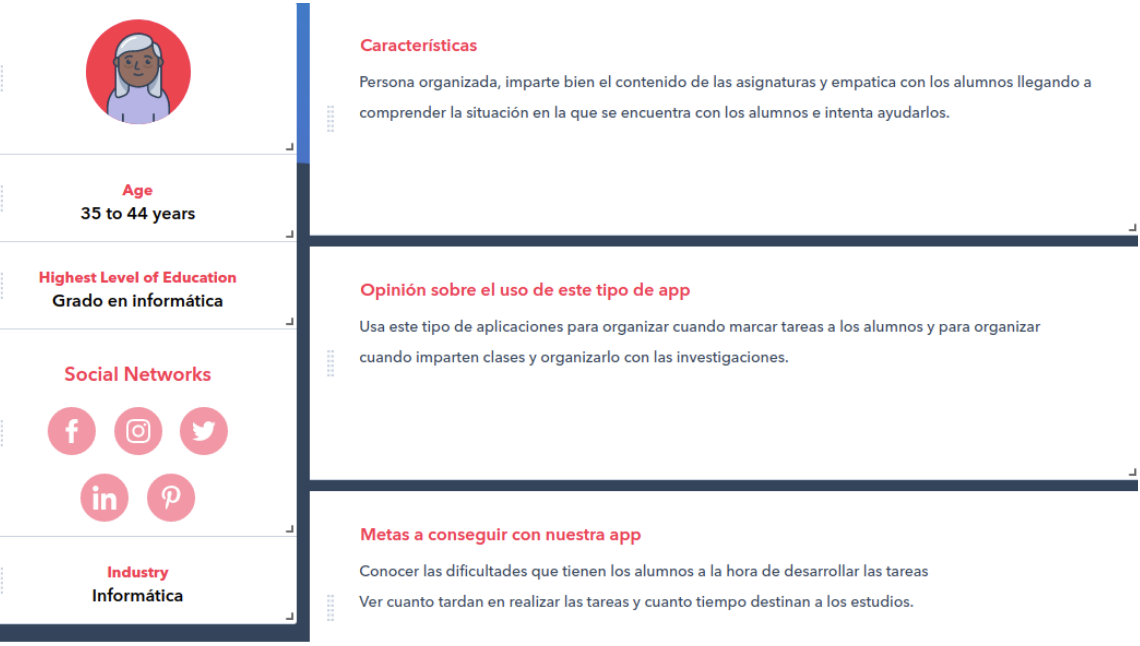 Age
35 to 44 years
Highest Level of Education
Grado en informática
Social Networks
Industry
Informática
Características
Persona organizada, imparte bien el contenido de las asignaturas y empatica con los alumnos llegando a
comprender la situación en la que se encuentra con los alumnos e intenta ayudarlos.
Opinión sobre el uso de este tipo de app
Usa este tipo de aplicaciones para organizar cuando marcar tareas a los alumnos y para organizar
cuando imparten clases y organizarlo con las investigaciones.
Metas a conseguir con nuestra app
Conocer las dificultades que tienen los alumnos a la hora de desarrollar las tareas
Ver cuanto tardan en realizar las tareas y cuanto tiempo destinan a los estudios.